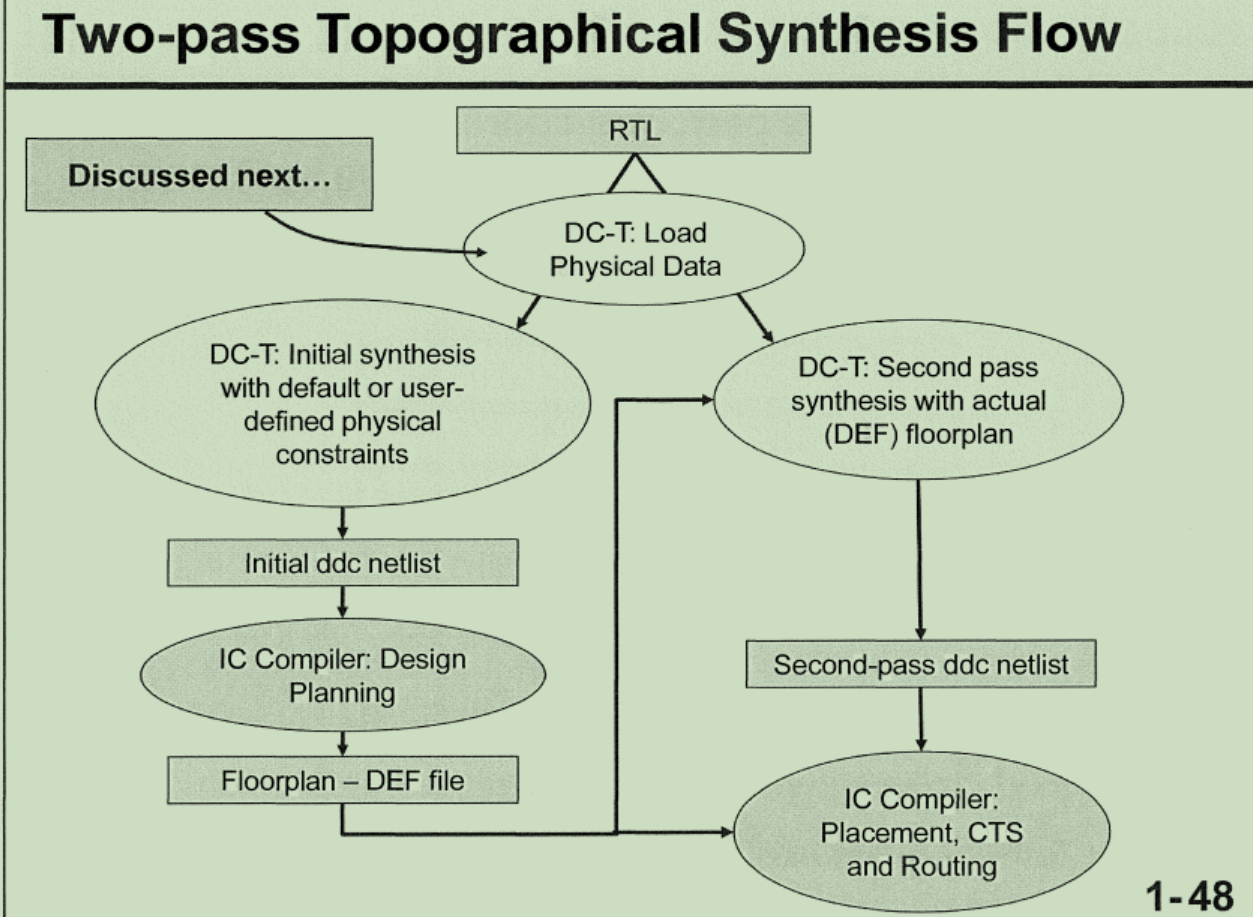 Two-pass Topographical Synthesis Flow
RTL
Discussed next...
DC-T: Load
Physical Data
DC-T: Initial synthesis
with default or user-
defined physical
constraints
DC-T: Second pass
synthesis with actual
(DEF) floorplan
Initial ddc netlist
IC Compiler: Design
Planning
Second-pass ddc netlist
Floorplan – DEF file
IC Compiler:
Placement, CTS
and Routing
1-48